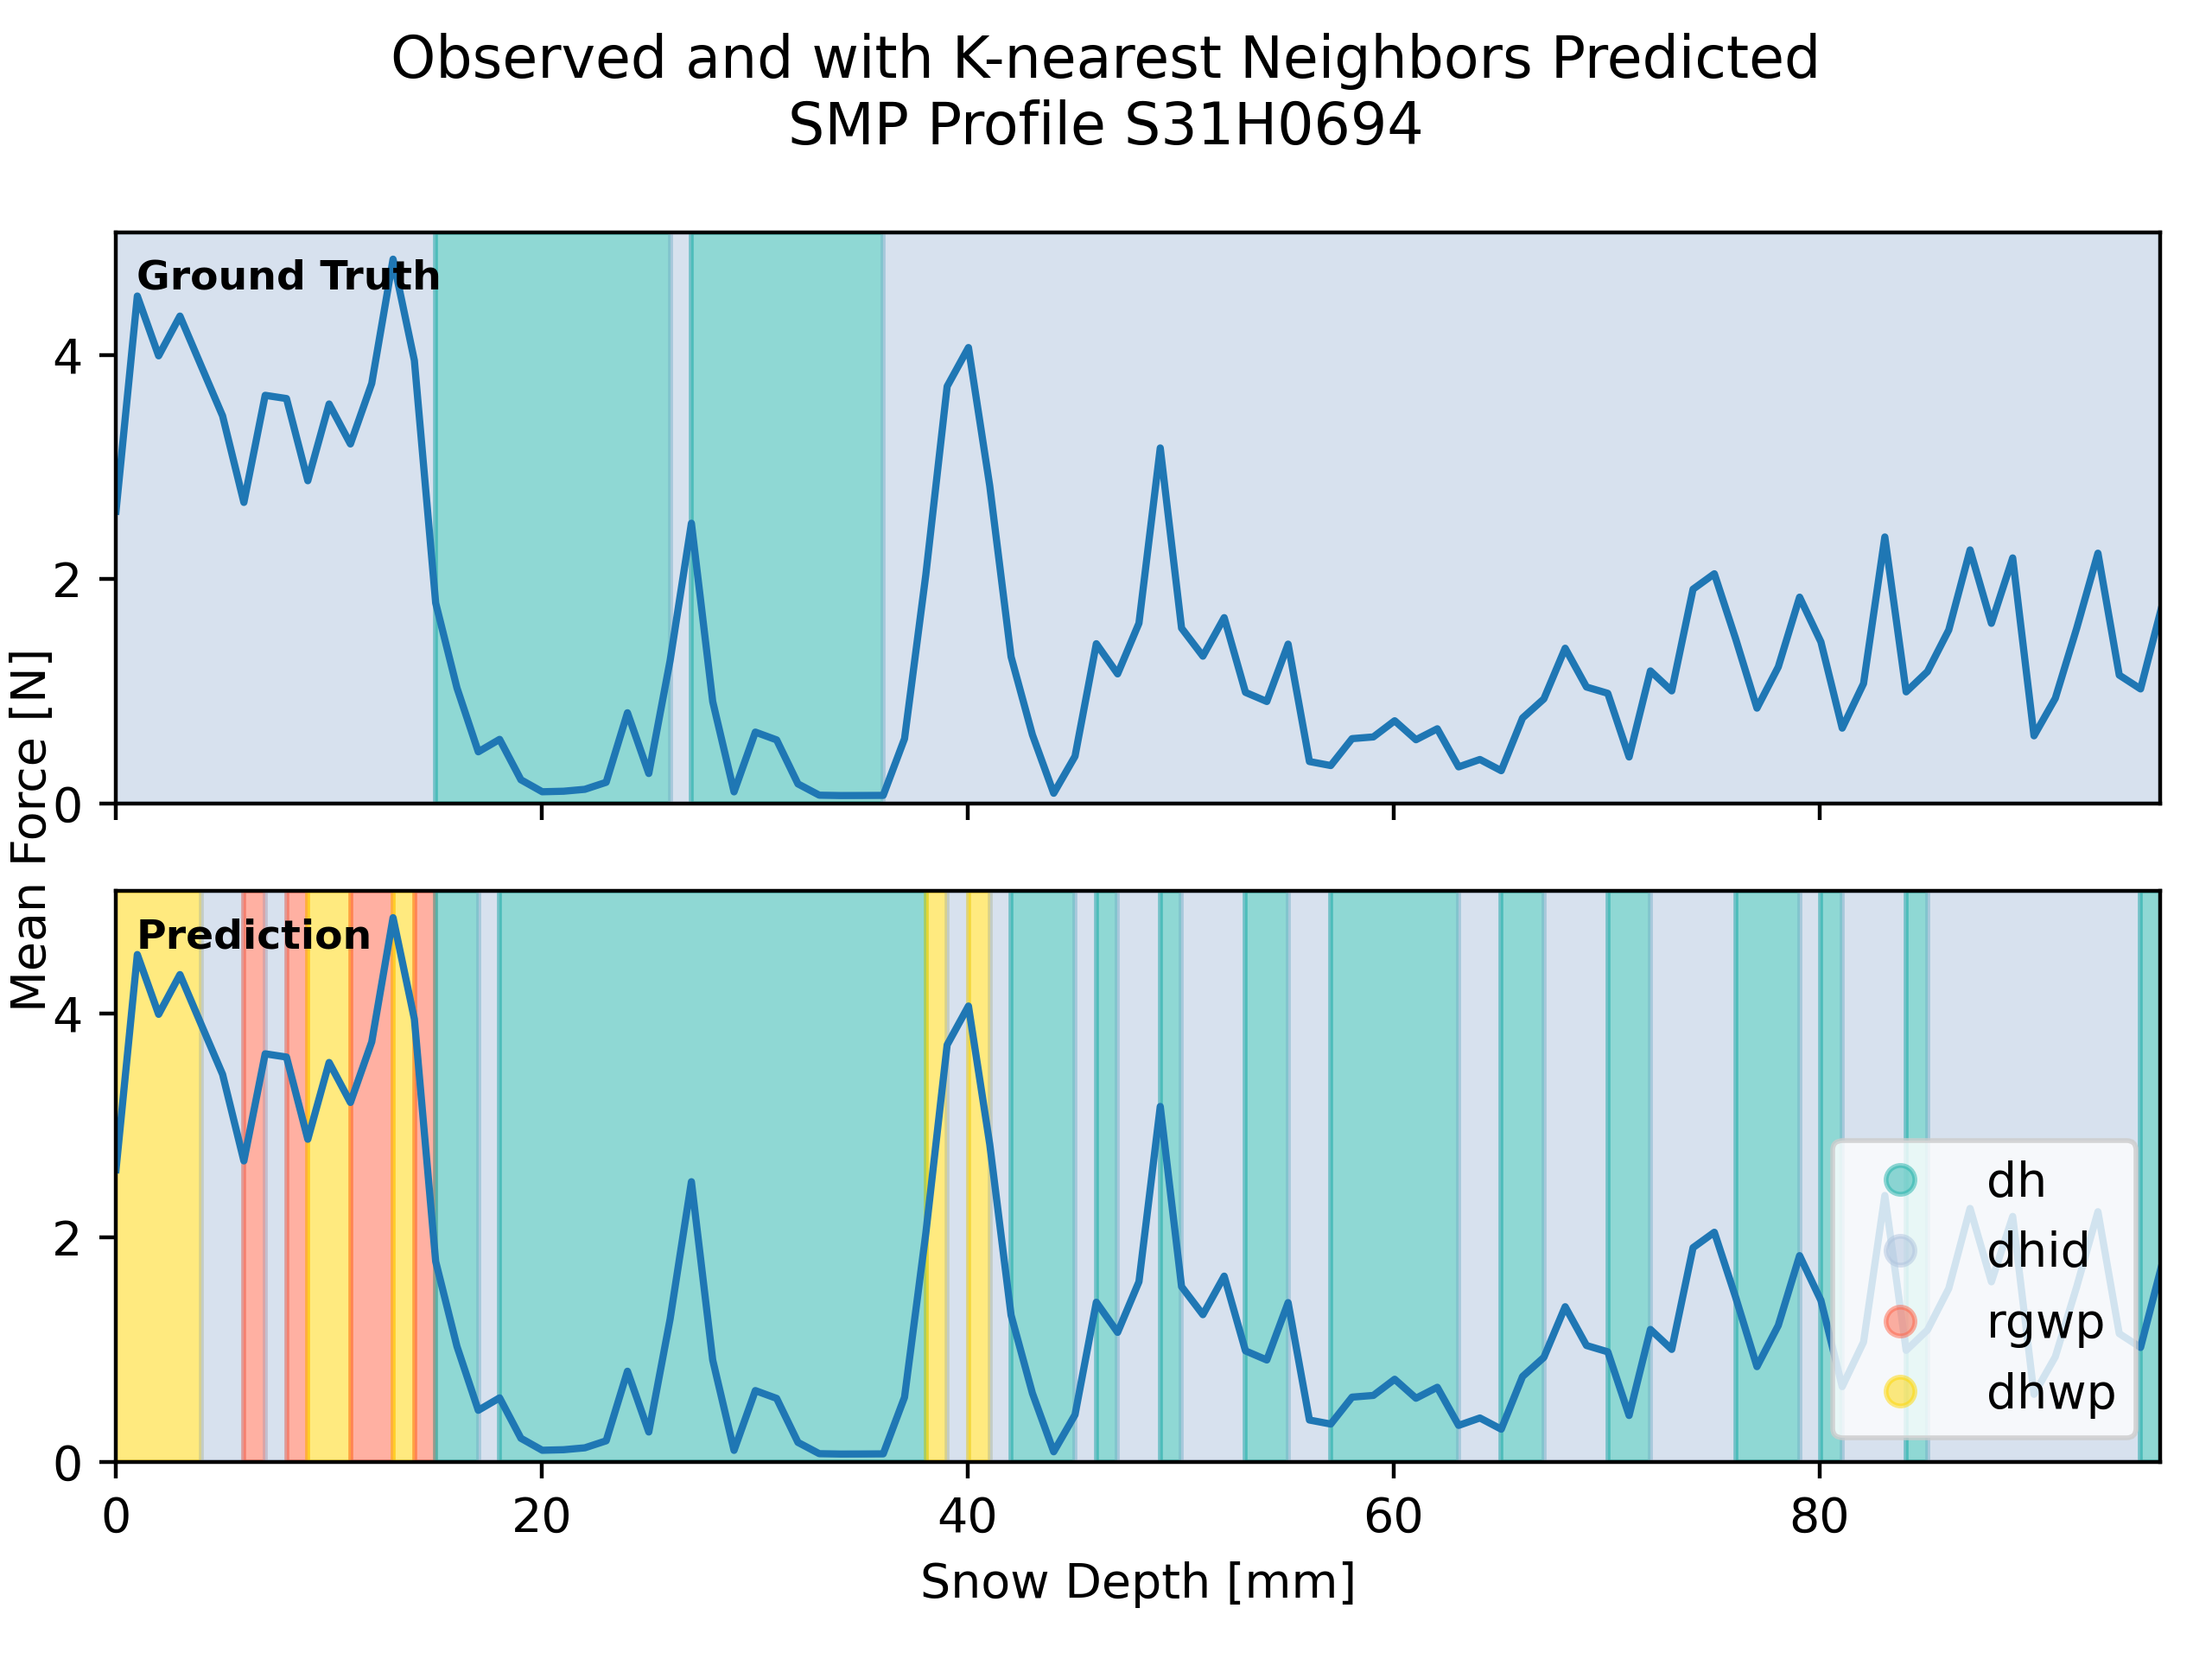 Observed and with K-nearest Neighbors Predicted
SMP Profile S31H0694
Ground Truth
4
2
0
Mean Force [N]
Prediction
4
2
0
dh
dhid
rgwp
dhwp
0 20 40 60 80
Snow Depth [mm]